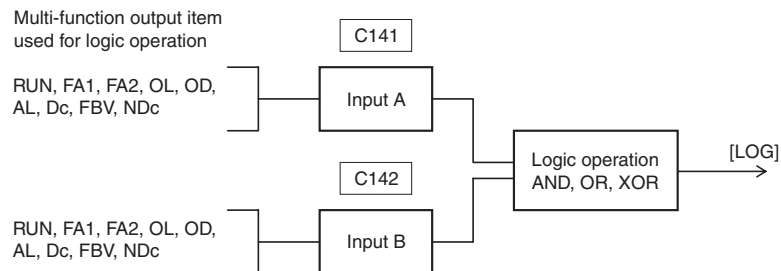 Multi-function output item
used for logic operation
C141
RUN, FA1, FA2, OL, OD,
AL, Dc, FBV, NDc
Input A
Logic operation
AND, OR, XOR
[LOG]
C142
RUN, FA1, FA2, OL, OD,
AL, Dc, FBV, NDc
Input B